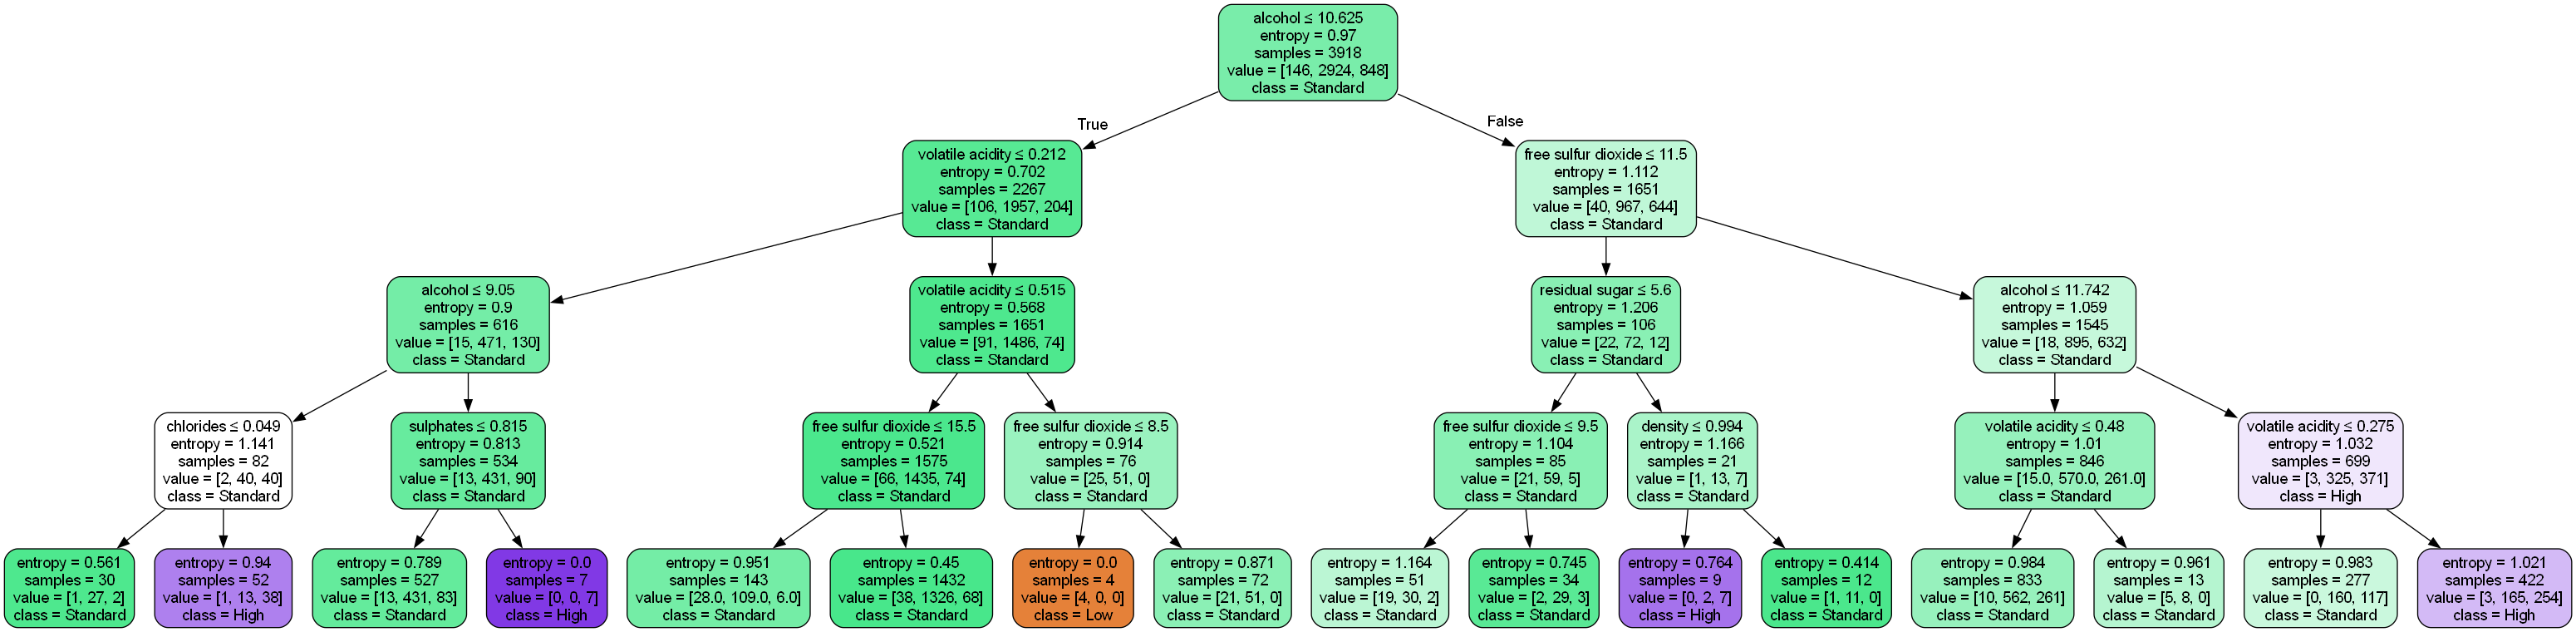 alcohol ≤ 10.625
entropy = 0.97
samples = 3918
value = [146, 2924, 848]
class = Standard
True
False
volatile acidity ≤ 0.212
entropy = 0.702
samples = 2267
value = [106, 1957, 204]
class = Standard
free sulfur dioxide ≤ 11.5
entropy = 1.112
samples = 1651
value = [40, 967, 644]
class = Standard
alcohol ≤ 9.05
entropy = 0.9
samples = 616
value = [15, 471, 130]
class = Standard
volatile acidity ≤ 0.515
entropy = 0.568
samples = 1651
value = [91, 1486, 74]
class = Standard
residual sugar ≤ 5.6
entropy = 1.206
samples = 106
value = [22, 72, 12]
class = Standard
alcohol ≤ 11.742
entropy = 1.059
samples = 1545
value = [18, 895, 632]
class = Standard
chlorides ≤ 0.049
entropy = 1.141
samples = 82
value = [2, 40, 40]
class = Standard
sulphates ≤ 0.815
entropy = 0.813
samples = 534
value = [13, 431, 90]
class = Standard
free sulfur dioxide ≤ 15.5
entropy = 0.521
samples = 1575
value = [66, 1435, 74]
class = Standard
free sulfur dioxide ≤ 8.5
entropy = 0.914
samples = 76
value = [25, 51, 0]
class = Standard
free sulfur dioxide ≤ 9.5
entropy = 1.104
samples = 85
value = [21, 59, 5]
class = Standard
density ≤ 0.994
entropy = 1.166
samples = 21
value = [1, 13, 7]
class = Standard
volatile acidity ≤ 0.48
entropy = 1.01
samples = 846
value = [15.0, 570.0, 261.0]
class = Standard
volatile acidity ≤ 0.275
entropy = 1.032
samples = 699
value = [3, 325, 371]
class = High
entropy = 0.561
samples = 30
value = [1, 27, 2]
class = Standard
entropy = 0.94
samples = 52
value = [1, 13, 38]
class = High
entropy = 0.789
samples = 527
value = [13, 431, 83]
class = Standard
entropy = 0.0
samples = 7
value = [0, 0, 7]
class = High
entropy = 0.951
samples = 143
value = [28.0, 109.0, 6.0]
class = Standard
entropy = 0.45
samples = 1432
value = [38, 1326, 68]
class = Standard
entropy = 0.0
samples = 4
value = [4, 0, 0]
class = Low
entropy = 0.871
samples = 72
value = [21, 51, 0]
class = Standard
entropy = 1.164
samples = 51
value = [19, 30, 2]
class = Standard
entropy = 0.745
samples = 34
value = [2, 29, 3]
class = Standard
entropy = 0.764
samples = 9
value = [0, 2, 7]
class = High
entropy = 0.414
samples = 12
value = [1, 11, 0]
class = Standard
entropy = 0.984
samples = 833
value = [10, 562, 261]
class = Standard
entropy = 0.961
samples = 13
value = [5, 8, 0]
class = Standard
entropy = 0.983
samples = 277
value = [0, 160, 117]
class = Standard
entropy = 1.021
samples = 422
value = [3, 165, 254]
class = High